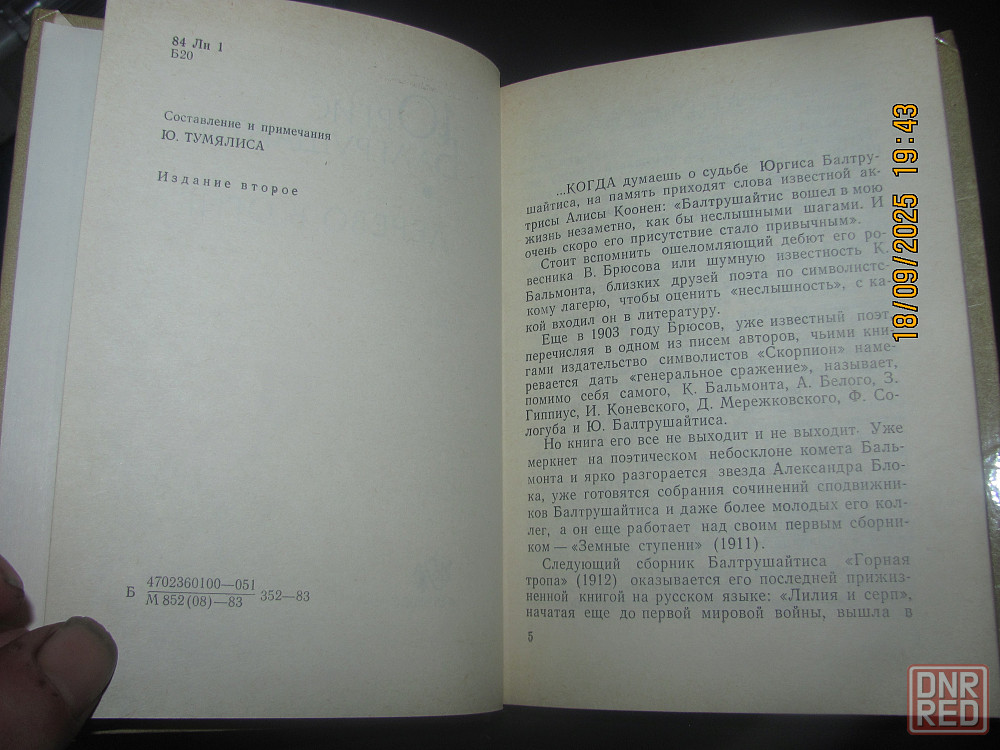 84 Ли 1
Б20
Составление и примечания
Ю. ТУМЯЛИСА
Издание второе
Б 4702360100—051 352—83
М 852(08)—83
...КОГДА думаешь о судьбе Юргиса Балтру-
шайтиса, на память приходят слова известной ак-
трисы Алисы Коонен: «Балтрушайтис вошел в мою
жизнь незаметно, как бы неслышными шагами. И
очень скоро его присутствие стало привычным».
Стоит вспомнить ошеломляющий дебют его ро-
весника В. Брюсова или шумную известность К.
Бальмонта, близких друзей поэта по символистс-
кому лагерю, чтобы оценить «неслышность», с ка-
кой входил он в литературу.
Еще в 1903 году Брюсов, уже известный поэт,
перечисляя в одном из писем авторов, чьими кни-
гами издательство символистов «Скорпион» наме-
ревается дать «генеральное сражение», называет,
помимо себя самого, К. Бальмонта, А. Белого, З.
Гиппиус, И. Коневского, Д. Мережковского, Ф. Со-
логуба и Ю. Балтрушайтиса.
Но книга его все не выходит и не выходит. Уже
меркнет на поэтическом небосклоне комета Баль-
монта и ярко разгорается звезда Александра Бло-
ка, уже готовятся собрания сочинений сподвижни-
ков Балтрушайтиса и даже более молодых его кол-
лег, а он еще работает над своим первым сборни-
ком — «Земные ступени» (1911).
Следующий сборник Балтрушайтиса «Горная
тропа» (1912) оказывается его последней прижиз-
ненной книгой на русском языке: «Лилия и серп»,
начатая еще до первой мировой войны, вышла в
5
18/09/2025 19:43
DNR
RED